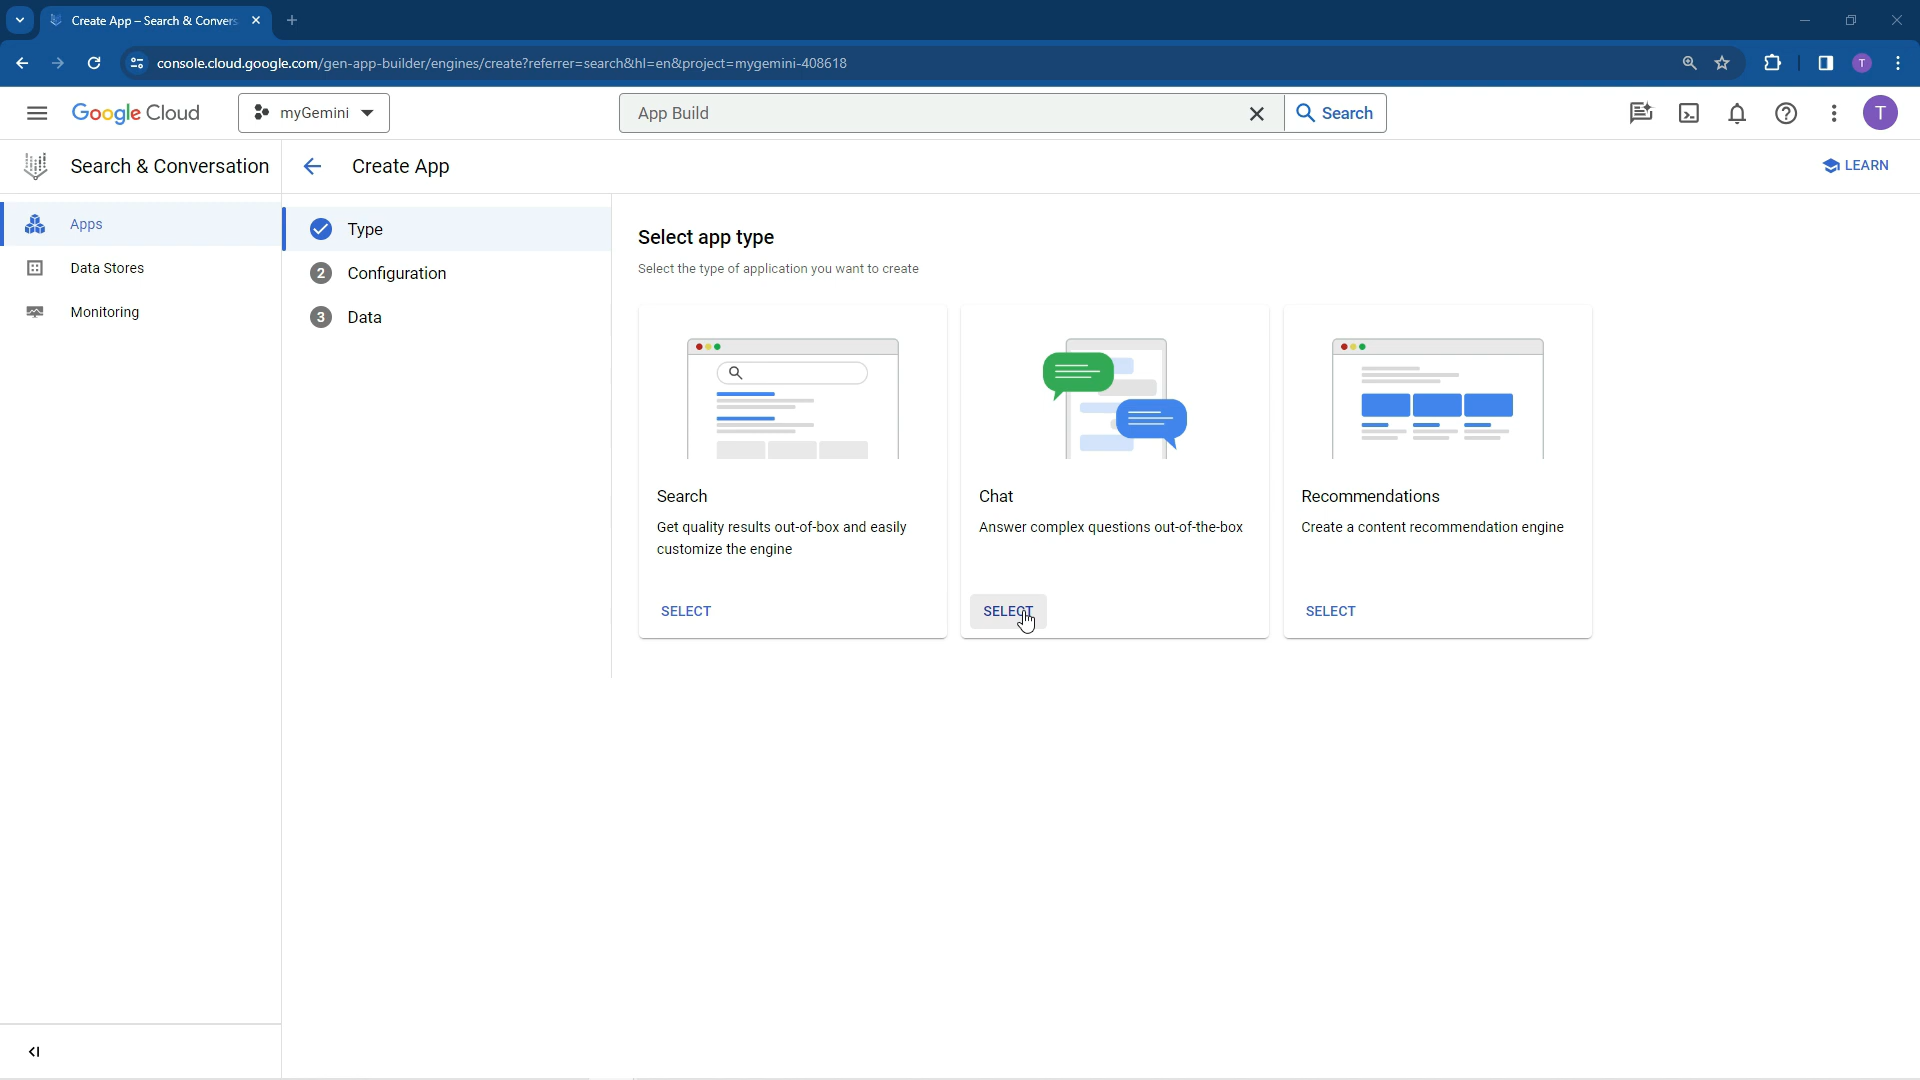 Create App – Search & Convers
console.cloud.google.com/gen-app-builder/engines/create?referrer=search&hl=en&project=mygemini-408618
T
Google Cloud
myGemini
App Build
Search
T
Search & Conversation
Create App
LEARN
Apps
Data Stores
Monitoring
Type
2 Configuration
3 Data
Select app type
Select the type of application you want to create
Search
Get quality results out-of-box and easily
customize the engine
SELECT
Chat
Answer complex questions out-of-the-box
SELECT
Recommendations
Create a content recommendation engine
SELECT